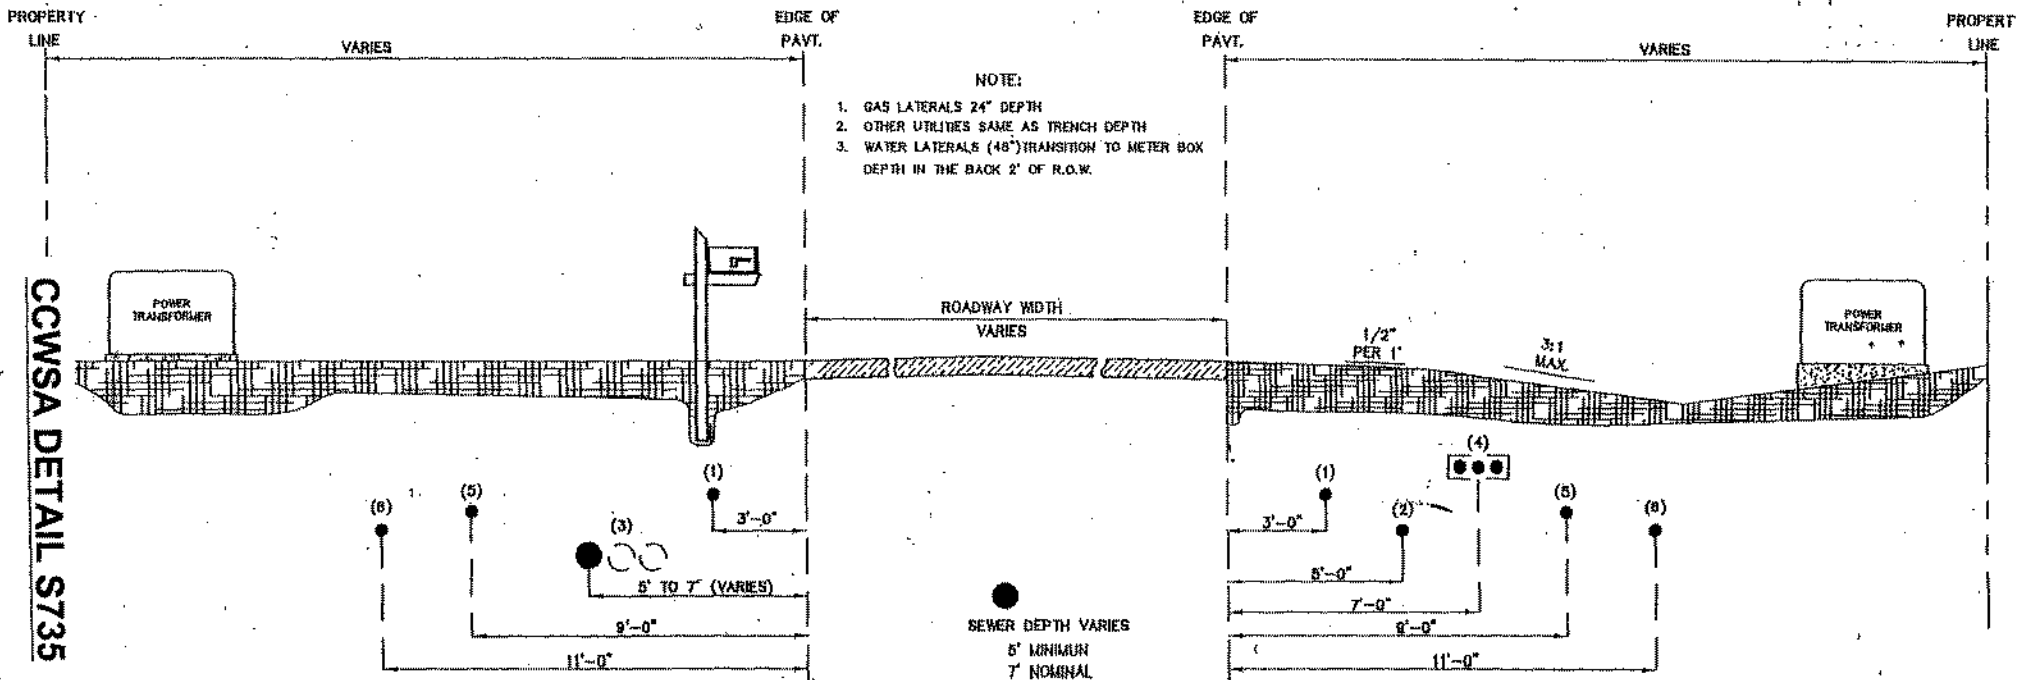 PROPERTY
LINE
VARIES
EDGE OF
PAVT.
EDGE OF
PAVT.
VARIES
PROPERT
LINE
NOTE:
1. GAS LATERALS 24" DEPTH
2. OTHER UTILITIES SAME AS TRENCH DEPTH
3. WATER LATERALS (48") TRANSITION TO METER BOX
DEPTH IN THE BACK 2' OF R.O.W.
POWER
TRANSFORMER
ROADWAY WIDTH
VARIES
1/2"
PER 1'
3:1
MAX.
POWER
TRANSFORMER
CCWSA DETAIL S735
(6)
(5)
(3)
(1)
3'-0"
5' TO 7' (VARIES)
9'-0"
11'-0"
SEWER DEPTH VARIES
5' MINIMUN
7' NOMINAL
(1)
(2)
(4)
(5)
(6)
3'-0"
5'-0"
7'-0"
9'-0"
11'-0"